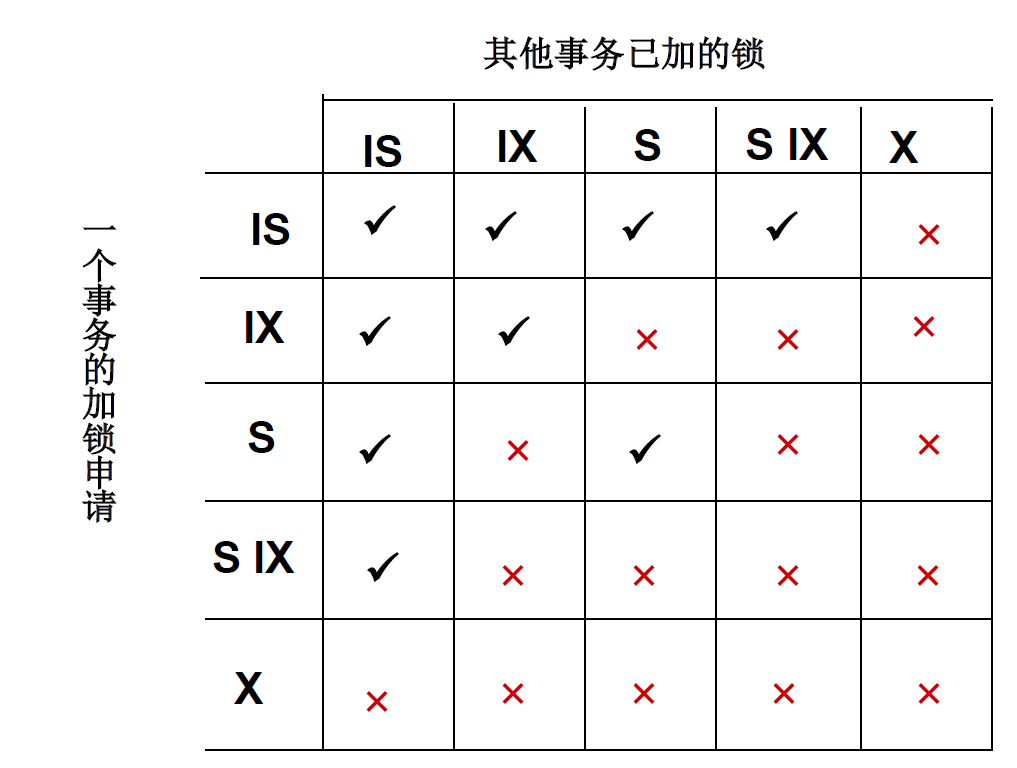 其他事务已加的锁
IS IX S S IX X
一个事务的加锁申请
IS ✓ ✓ ✓ ✓ ×
IX ✓ ✓ × × ×
S ✓ × ✓ × ×
S IX ✓ × × × ×
X × × × × ×